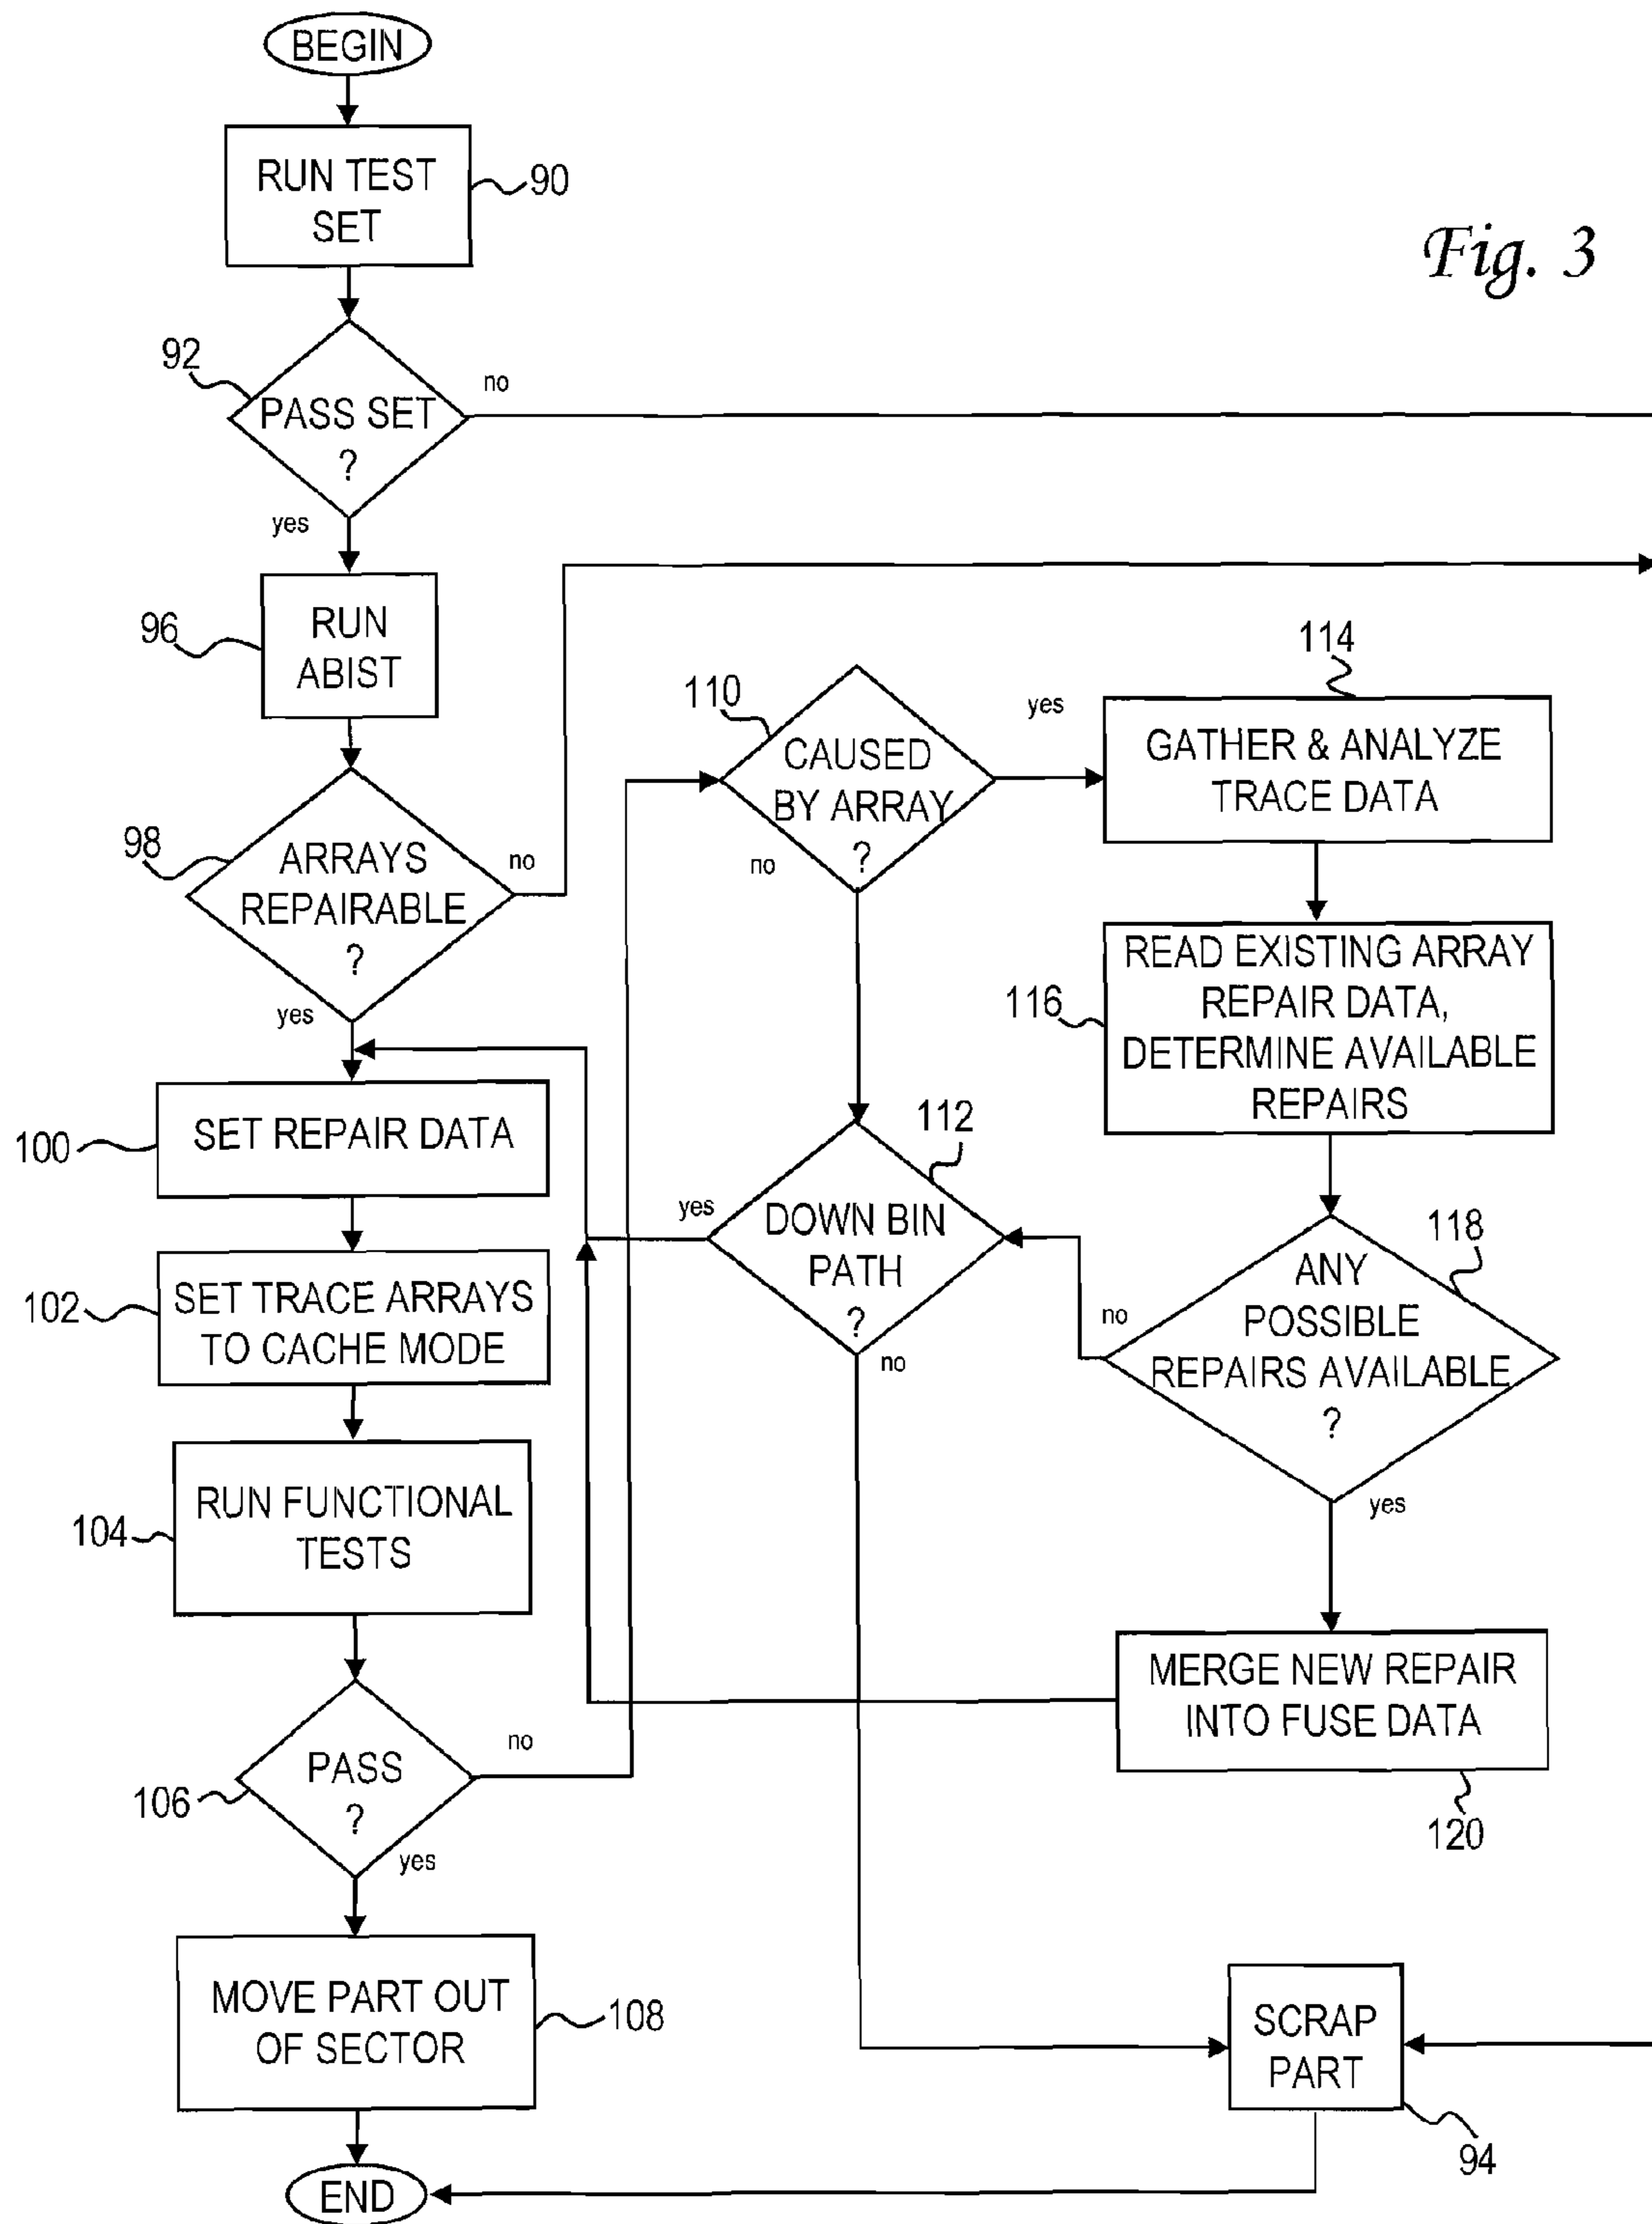 BEGIN
RUN TEST
SET
90
Fig. 3
92
PASS SET
?
no
yes
RUN
ABIST
96
98
ARRAYS
REPAIRABLE
?
no
yes
100
SET REPAIR DATA
102
SET TRACE ARRAYS
TO CACHE MODE
104
RUN FUNCTIONAL
TESTS
106
PASS
?
no
yes
MOVE PART OUT
OF SECTOR
108
END
110
CAUSED
BY ARRAY
?
yes
no
112
DOWN BIN
PATH
?
yes
no
114
GATHER & ANALYZE
TRACE DATA
116
READ EXISTING ARRAY
REPAIR DATA,
DETERMINE AVAILABLE
REPAIRS
118
ANY
POSSIBLE
REPAIRS AVAILABLE
?
no
yes
MERGE NEW REPAIR
INTO FUSE DATA
120
SCRAP
PART
94